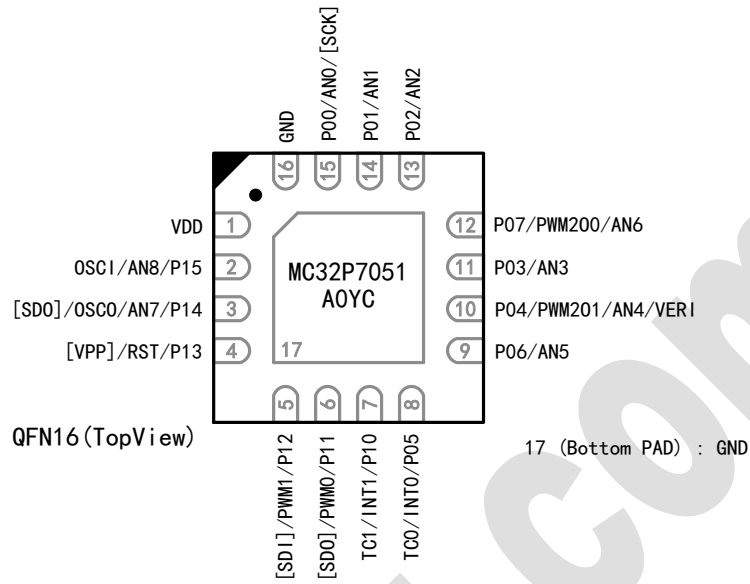 GND
P00/AN0/[SCK]
P01/AN1
P02/AN2
16
15
14
13
VDD
1
OSCI/AN8/P15
2
[SDO]/OSCO/AN7/P14
3
[VPP]/RST/P13
4
MC32P7051
A0YC
17
12
P07/PWM200/AN6
11
P03/AN3
10
P04/PWM201/AN4/VERI
9
P06/AN5
5
6
7
8
[SDI]/PWM1/P12
[SDO]/PWM0/P11
TC1/INT1/P10
TC0/INT0/P05
QFN16(TopView)
17 (Bottom PAD) : GND